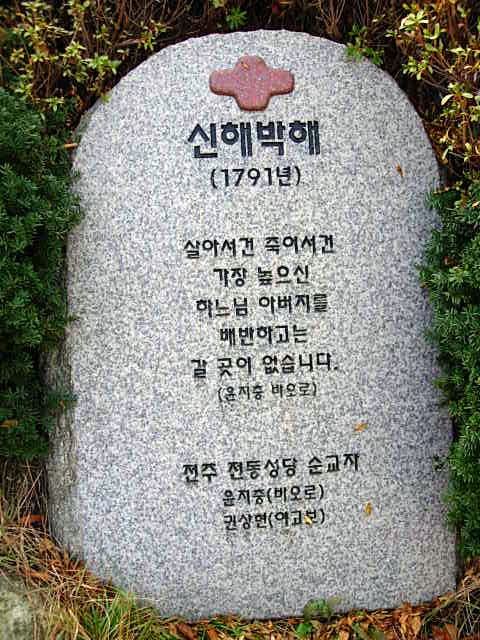 신해박해
(1791년)
살아서건 죽어서건
가장 높으신
하느님 아버지를
배반하고는
갈 곳이 없습니다.
(윤지충 바오로)
전주 전동성당 순교자
윤지충(바오로)
권상현(야고보)